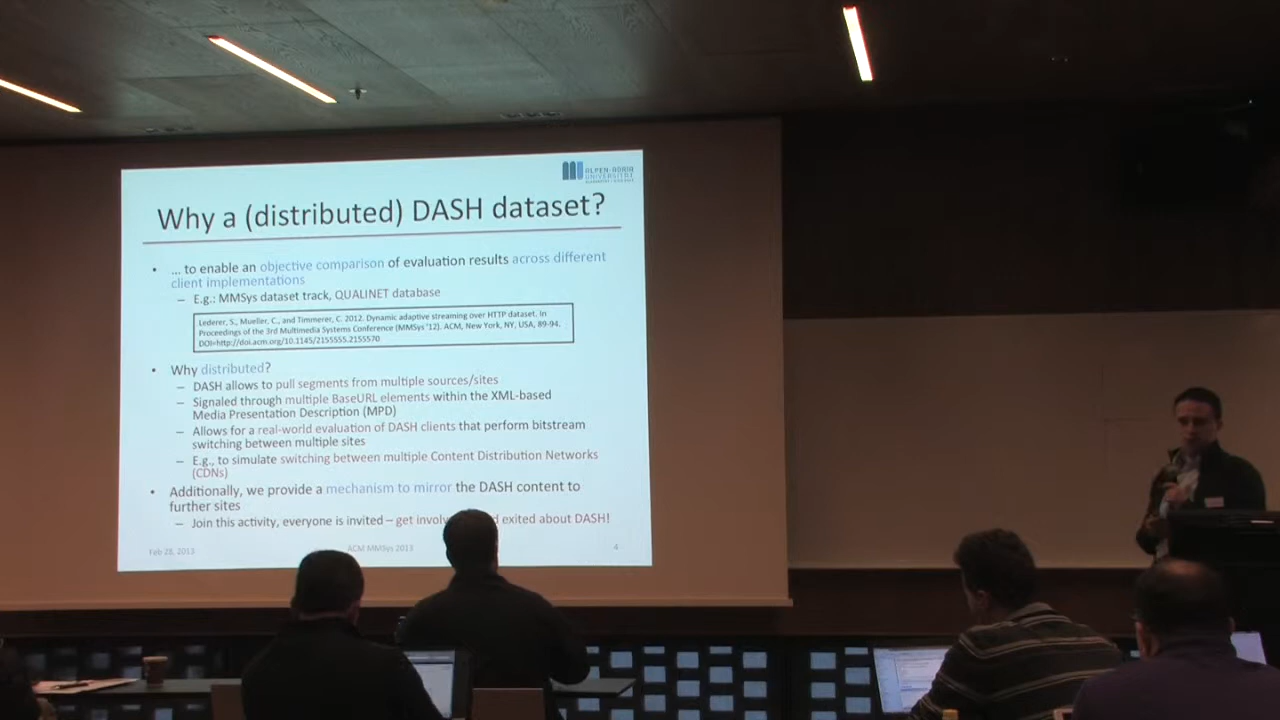 ALPEN-ADRIA
UNIVERSITÄT
Why a (distributed) DASH dataset?
• ... to enable an objective comparison of evaluation results across different
client implementations
– E.g.: MMSys dataset track, QUALINET database
Lederer, S., Mueller, C., and Timmerer, C. 2012. Dynamic adaptive streaming over HTTP dataset. In
Proceedings of the 3rd Multimedia Systems Conference (MMSys '12). ACM, New York, NY, USA, 89-94.
DOI=http://doi.acm.org/10.1145/2155555.2155570
• Why distributed?
– DASH allows to pull segments from multiple sources/sites
– Signaled through multiple BaseURL elements within the XML-based
Media Presentation Description (MPD)
– Allows for a real-world evaluation of DASH clients that perform bitstream
switching between multiple sites
– E.g., to simulate switching between multiple Content Distribution Networks
(CDNs)
• Additionally, we provide a mechanism to mirror the DASH content to
further sites
– Join this activity, everyone is invited – get exited about DASH!
Feb 28, 2013 ACM MMSys 2013 4